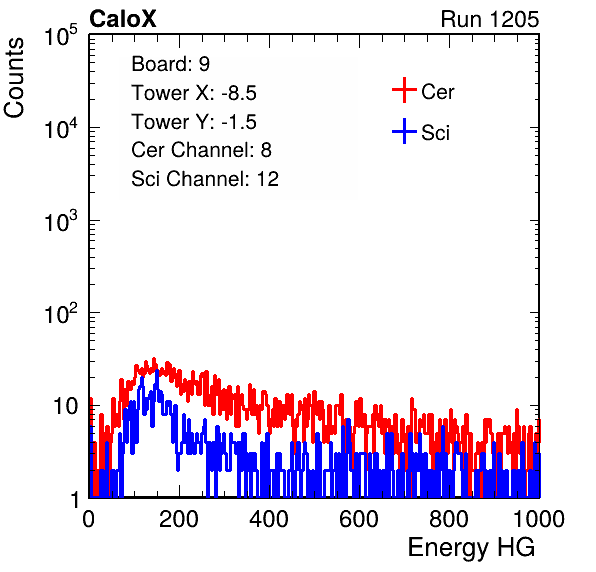 CaloX Run 1205
Counts
10^5
10^4
10^3
10^2
10
1
Board: 9
Tower X: -8.5
Tower Y: -1.5
Cer Channel: 8
Sci Channel: 12
Cer
Sci
0 200 400 600 800 1000
Energy HG